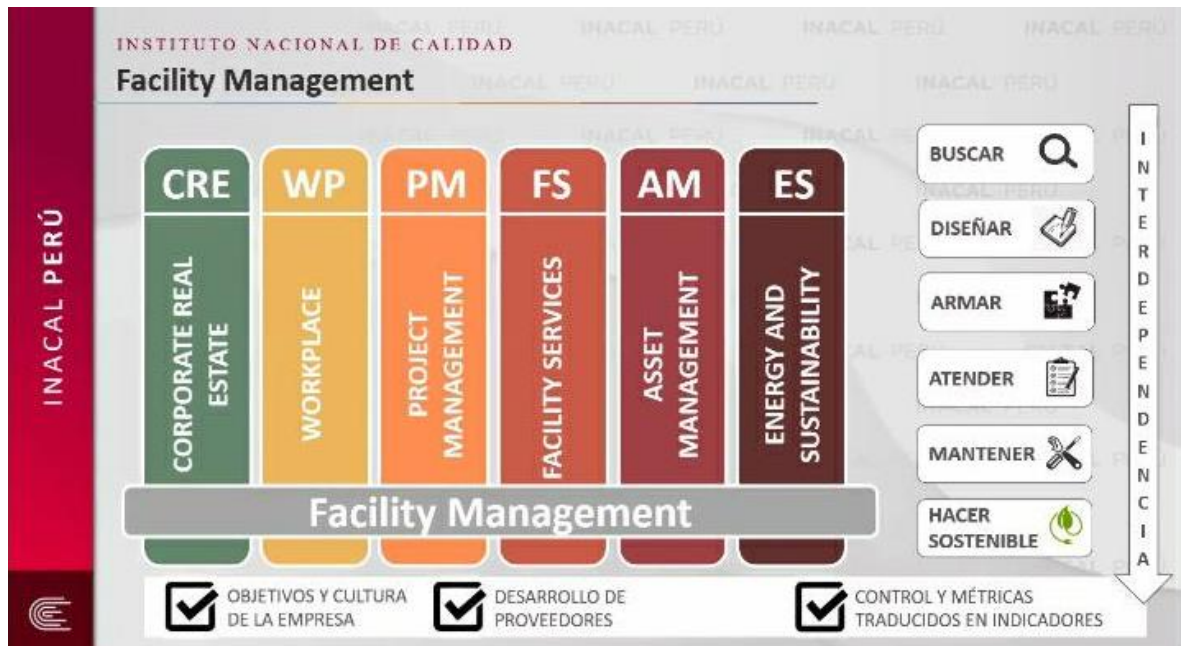 INSTITUTO NACIONAL DE CALIDAD
Facility Management
INACAL PERÚ
CRE
WP
PM
FS
AM
ES
CORPORATE REAL
ESTATE
WORKPLACE
PROJECT
MANAGEMENT
FACILITY SERVICES
ASSET
MANAGEMENT
ENERGY AND
SUSTAINABILITY
Facility Management
BUSCAR
DISEÑAR
ARMAR
ATENDER
MANTENER
HACER
SOSTENIBLE
INTERDEPENDENCIA
OBJETIVOS Y CULTURA
DE LA EMPRESA
DESARROLLO DE
PROVEEDORES
CONTROL Y MÉTRICAS
TRADUCIDOS EN INDICADORES